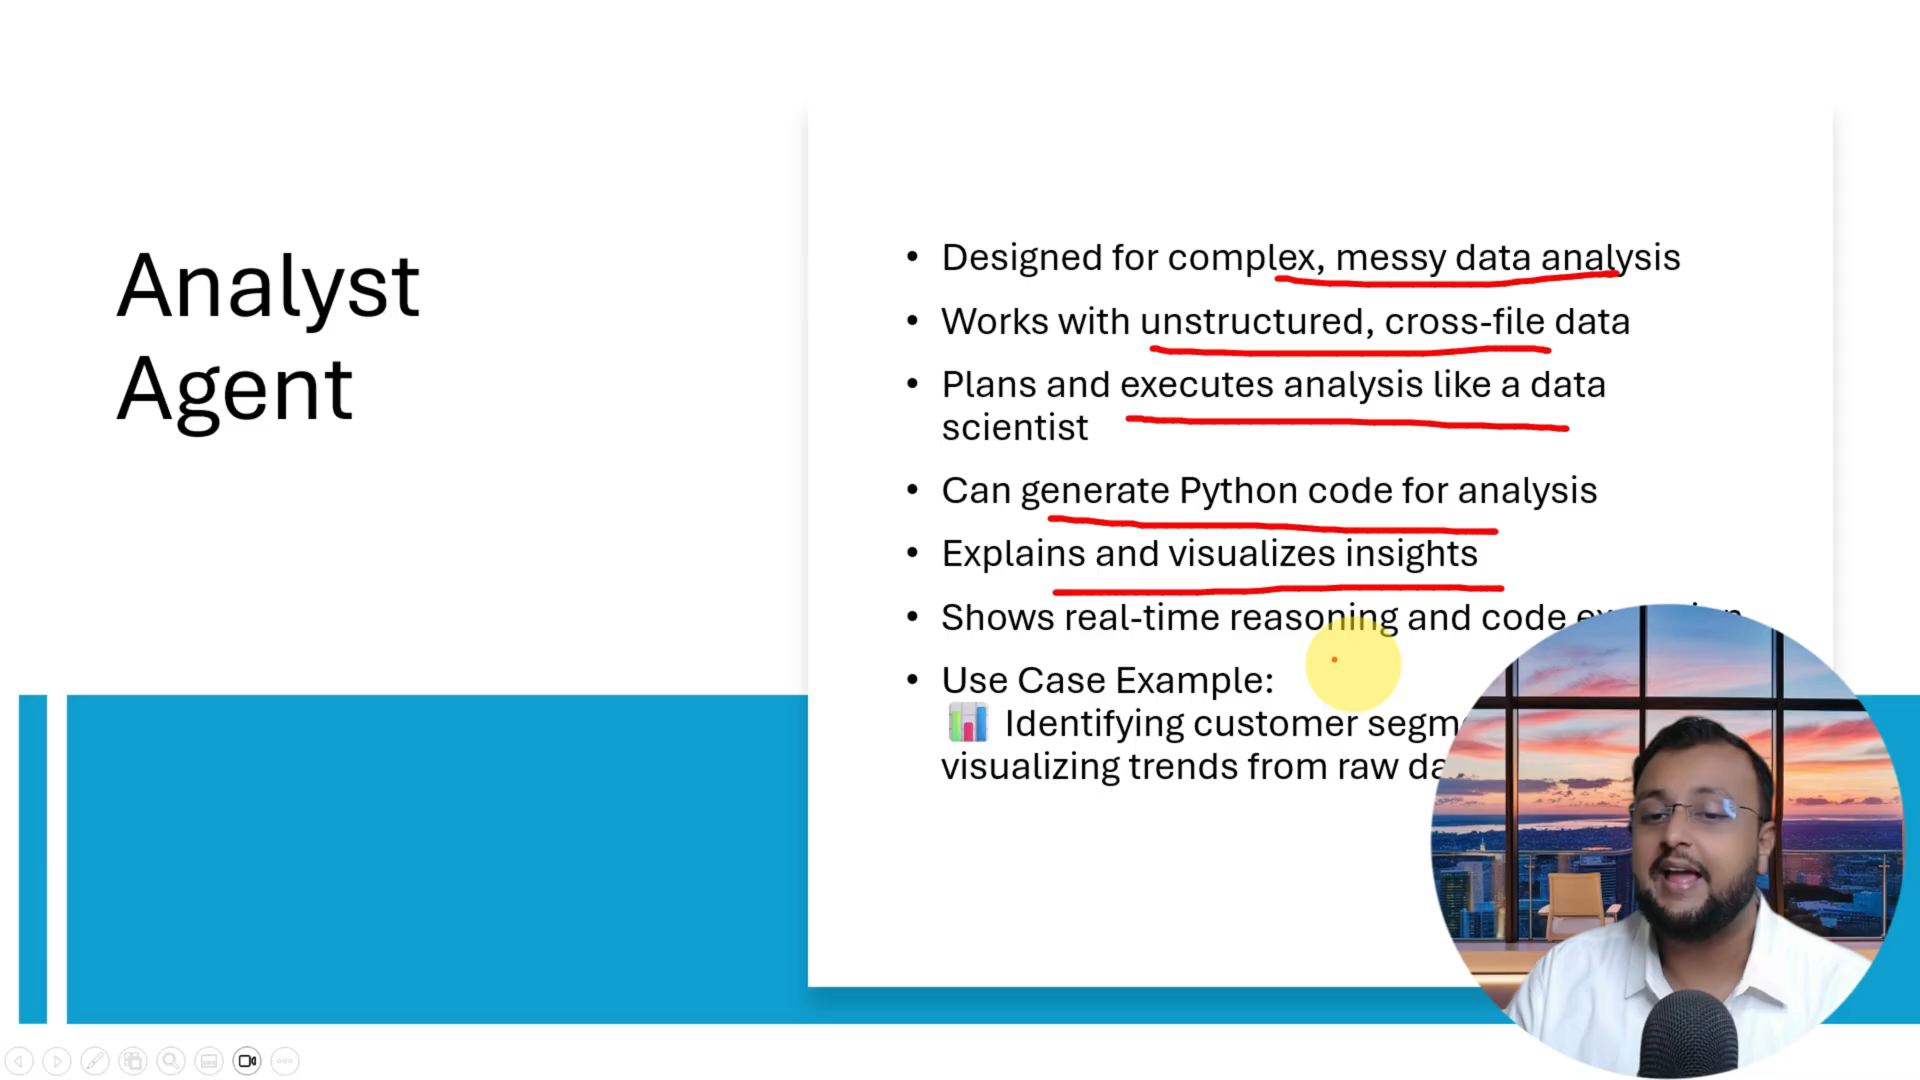 Analyst
Agent
• Designed for complex, messy data analysis
• Works with unstructured, cross-file data
• Plans and executes analysis like a data
scientist
• Can generate Python code for analysis
• Explains and visualizes insights
• Shows real-time reasoning and code
• Use Case Example:
📊 Identifying customer
visualizing trends from raw